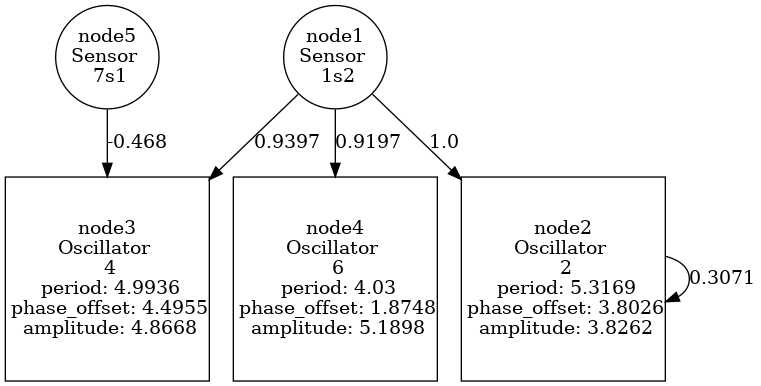 node5
Sensor
7s1
node1
Sensor
1s2
-0.468
0.9397
0.9197
1.0
node3
Oscillator
4
period: 4.9936
phase_offset: 4.4955
amplitude: 4.8668
node4
Oscillator
6
period: 4.03
phase_offset: 1.8748
amplitude: 5.1898
node2
Oscillator
2
period: 5.3169
phase_offset: 3.8026
amplitude: 3.8262
0.3071